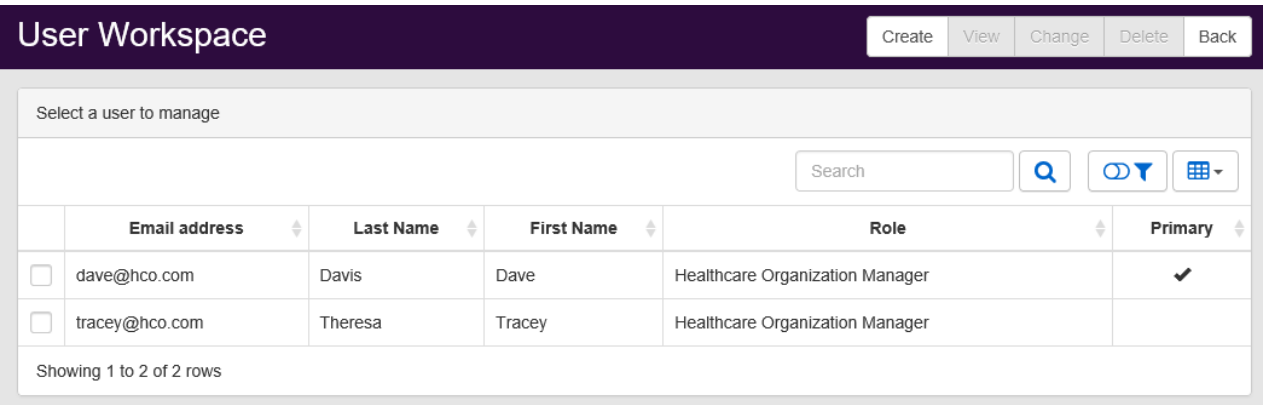 User Workspace
Create View Change Delete Back
Select a user to manage
Search
Email address Last Name First Name Role Primary
dave@hco.com Davis Dave Healthcare Organization Manager
tracey@hco.com Theresa Tracey Healthcare Organization Manager
Showing 1 to 2 of 2 rows